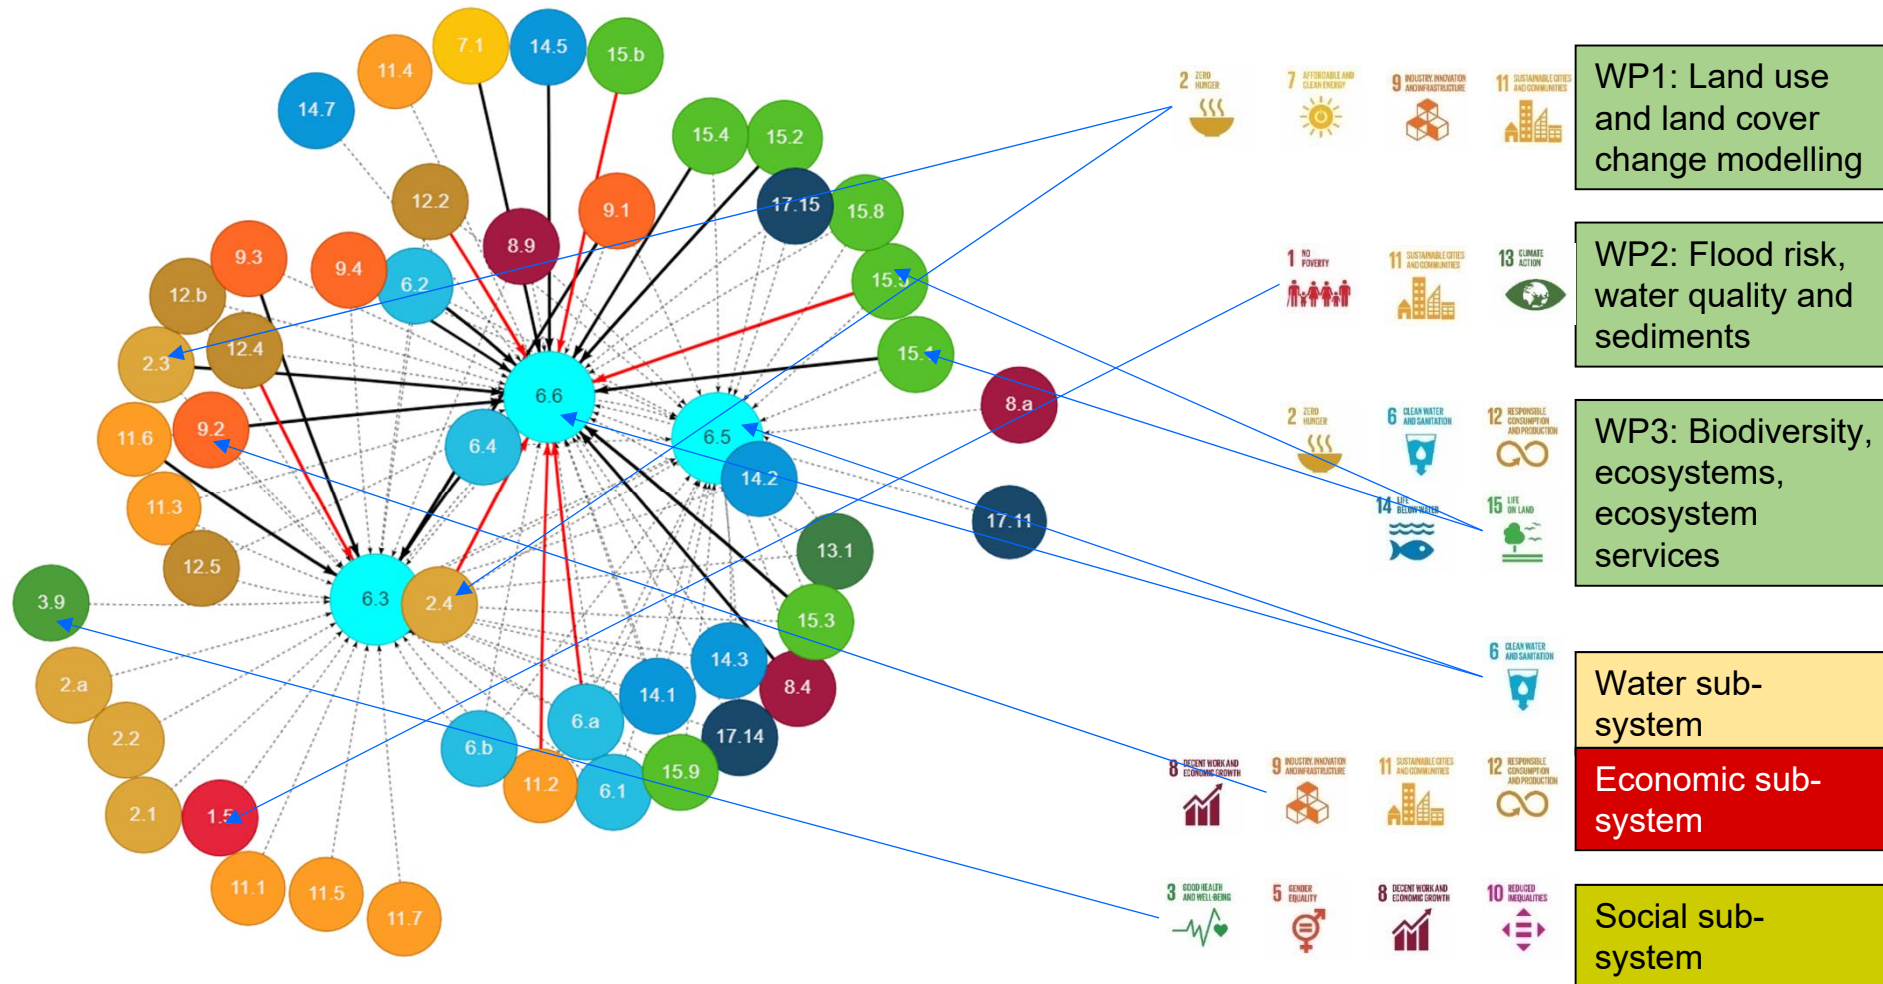 7.1
14.5
15.b
11.4
14.7
15.4
15.2
12.2
17.15
15.8
9.1
8.9
9.3
9.4
6.2
15.5
12.b
12.4
2.3
15.1
6.6
8.a
11.6
9.2
6.4
6.5
14.2
11.3
17.11
12.5
13.1
3.9
6.3
2.4
15.3
14.3
2.a
14.1
8.4
2.2
6.a
17.14
6.b
15.9
11.2
6.1
2.1
1.5
11.1
11.5
11.7
2 ZERO
HUNGER
7 AFFORDABLE AND
CLEAN ENERGY
9 INDUSTRY, INNOVATION
AND INFRASTRUCTURE
11 SUSTAINABLE CITIES
AND COMMUNITIES
WP1: Land use
and land cover
change modelling
1 NO
POVERTY
11 SUSTAINABLE CITIES
AND COMMUNITIES
13 CLIMATE
ACTION
WP2: Flood risk,
water quality and
sediments
2 ZERO
HUNGER
6 CLEAN WATER
AND SANITATION
12 RESPONSIBLE
CONSUMPTION
AND PRODUCTION
14 LIFE
BELOW WATER
15 LIFE
ON LAND
WP3: Biodiversity,
ecosystems,
ecosystem
services
6 CLEAN WATER
AND SANITATION
Water sub-
system
8 DECENT WORK AND
ECONOMIC GROWTH
9 INDUSTRY, INNOVATION
AND INFRASTRUCTURE
11 SUSTAINABLE CITIES
AND COMMUNITIES
12 RESPONSIBLE
CONSUMPTION
AND PRODUCTION
Economic sub-
system
3 GOOD HEALTH
AND WELL-BEING
5 GENDER
EQUALITY
8 DECENT WORK AND
ECONOMIC GROWTH
10 REDUCED
INEQUALITIES
Social sub-
system